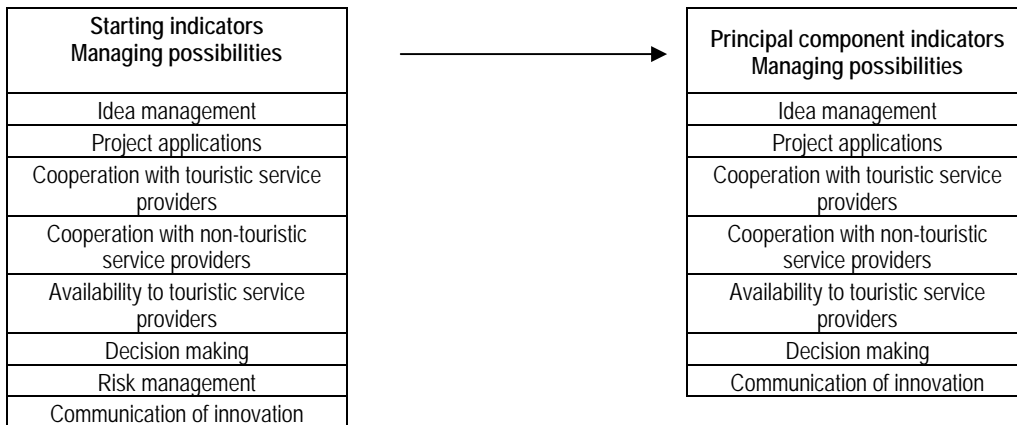 Starting indicators
Managing possibilities
Idea management
Project applications
Cooperation with touristic service
providers
Cooperation with non-touristic
service providers
Availability to touristic service
providers
Decision making
Risk management
Communication of innovation
Principal component indicators
Managing possibilities
Idea management
Project applications
Cooperation with touristic service
providers
Cooperation with non-touristic
service providers
Availability to touristic service
providers
Decision making
Communication of innovation